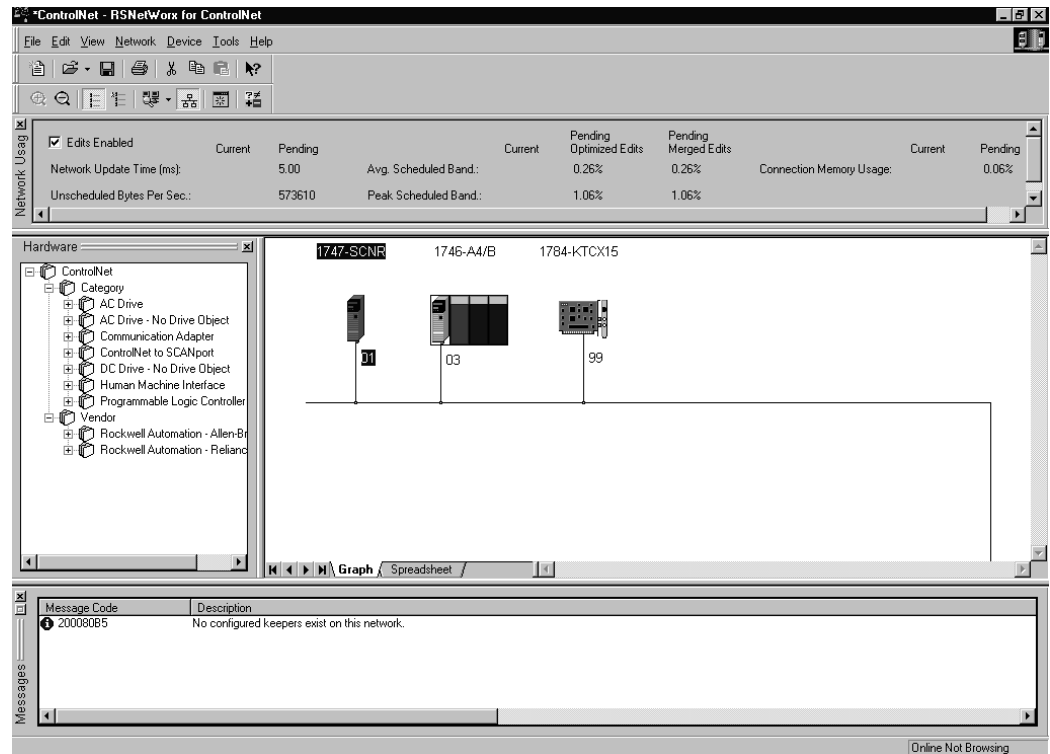 *ControlNet - RSNetWorx for ControlNet
File Edit View Network Device Tools Help
Network Usag
Edits Enabled
Current
Pending
Current
Pending Optimized Edits
Pending Merged Edits
Current
Pending
Network Update Time (ms):
5.00
Avg. Scheduled Band.:
0.26%
0.26%
Connection Memory Usage:
0.06%
Unscheduled Bytes Per Sec.:
573610
Peak Scheduled Band.:
1.06%
1.06%
Hardware
ControlNet
Category
AC Drive
AC Drive - No Drive Object
Communication Adapter
ControlNet to SCANport
DC Drive - No Drive Object
Human Machine Interface
Programmable Logic Controller
Vendor
Rockwell Automation - Allen-Br
Rockwell Automation - Relianc
1747-SCNR
1746-A4/B
1784-KTCX15
01
03
99
Graph
Spreadsheet
Messages
Message Code
Description
200080B5
No configured keepers exist on this network.
Online Not Browsing